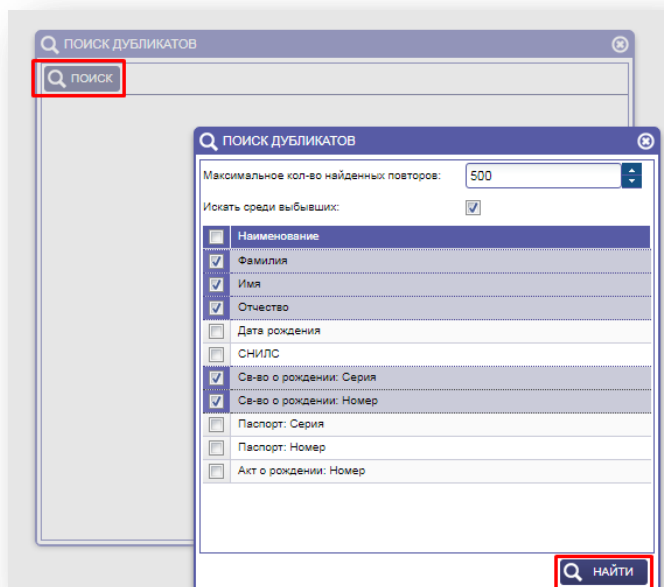 ПОИСК ДУБЛИКАТОВ
ПОИСК
ПОИСК ДУБЛИКАТОВ
Максимальное кол-во найденных повторов: 500
Искать среди выбывших:
Наименование
Фамилия
Имя
Отчество
Дата рождения
СНИЛС
Св-во о рождении: Серия
Св-во о рождении: Номер
Паспорт: Серия
Паспорт: Номер
Акт о рождении: Номер
НАЙТИ